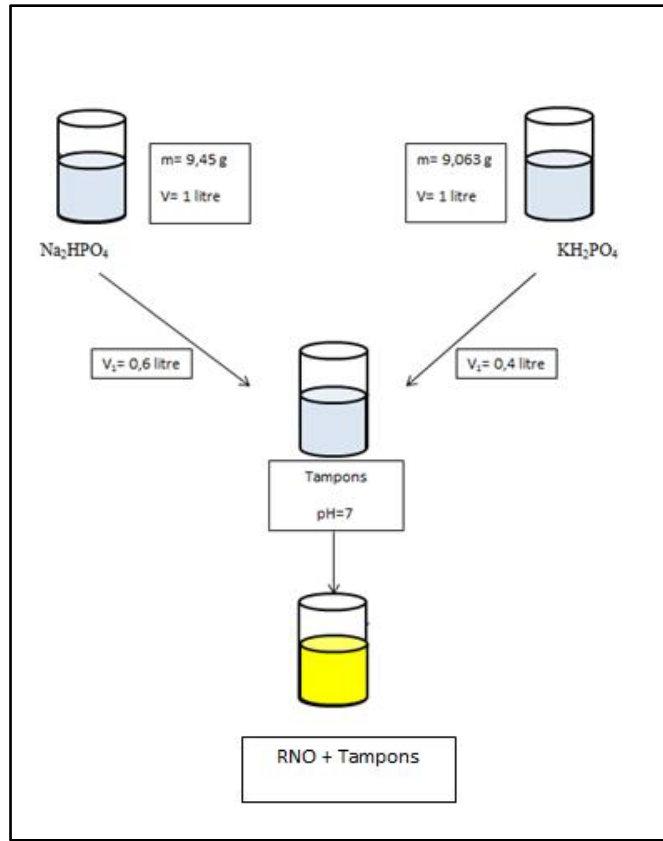 m= 9,45 g
V= 1 litre
Na₂HPO₄
m= 9,063 g
V= 1 litre
KH₂PO₄
V₁= 0,6 litre
V₁= 0,4 litre
Tampons
pH=7
RNO + Tampons